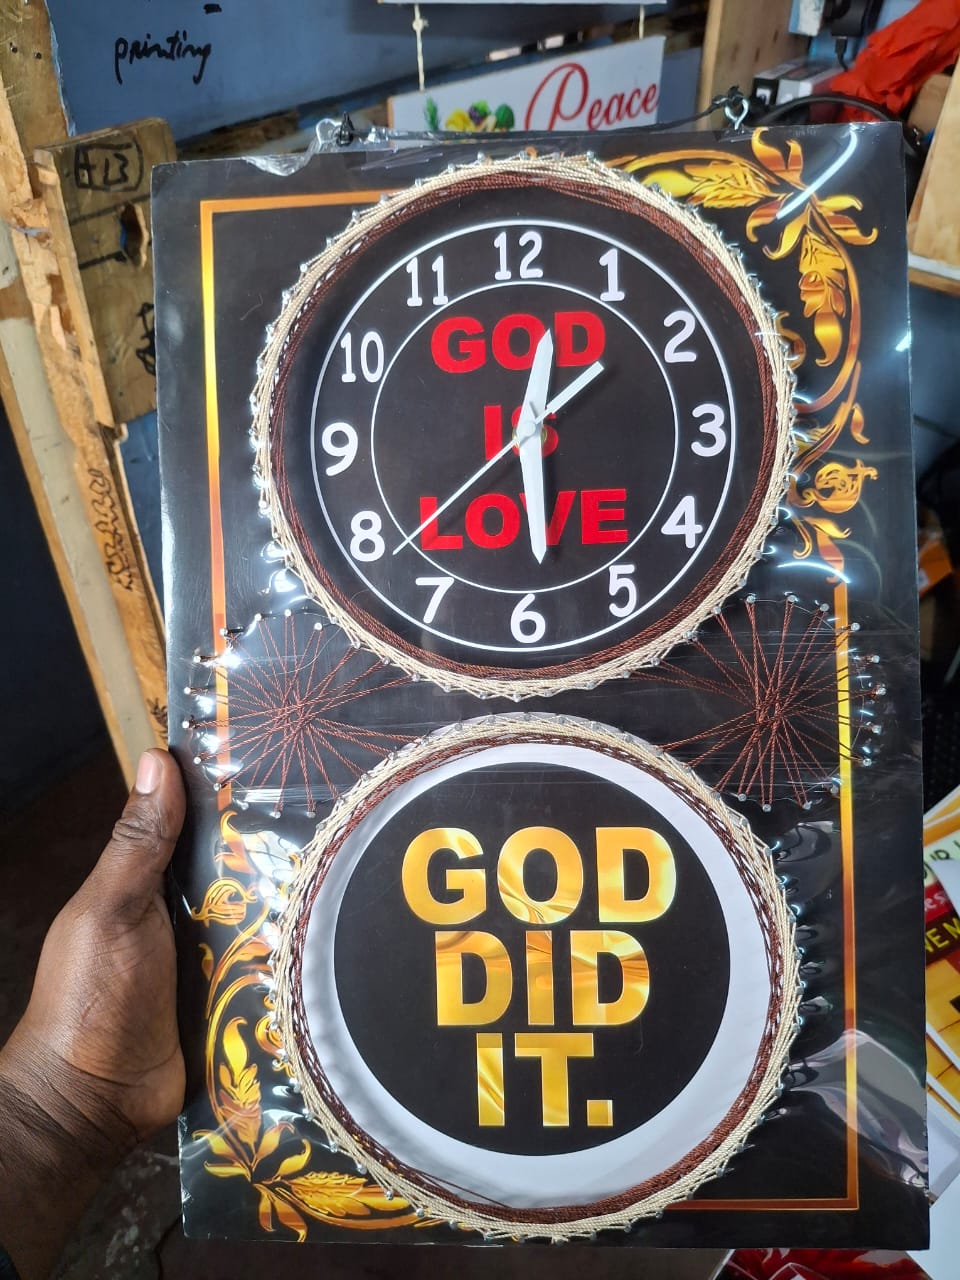 printing
Peace
12
11
1
10
2
9
3
8
4
7
5
6
GOD
IS
LOVE
GOD
DID
IT.